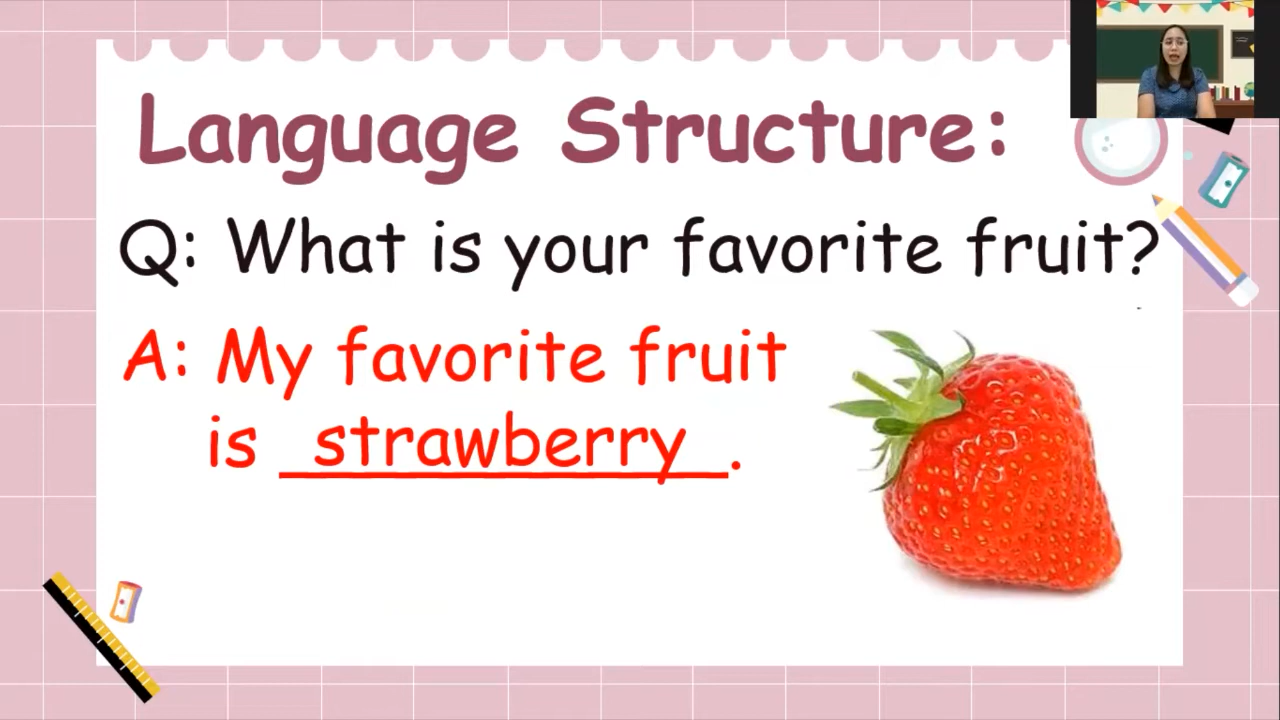 Language Structure:
Q: What is your favorite fruit?
A: My favorite fruit
is strawberry.